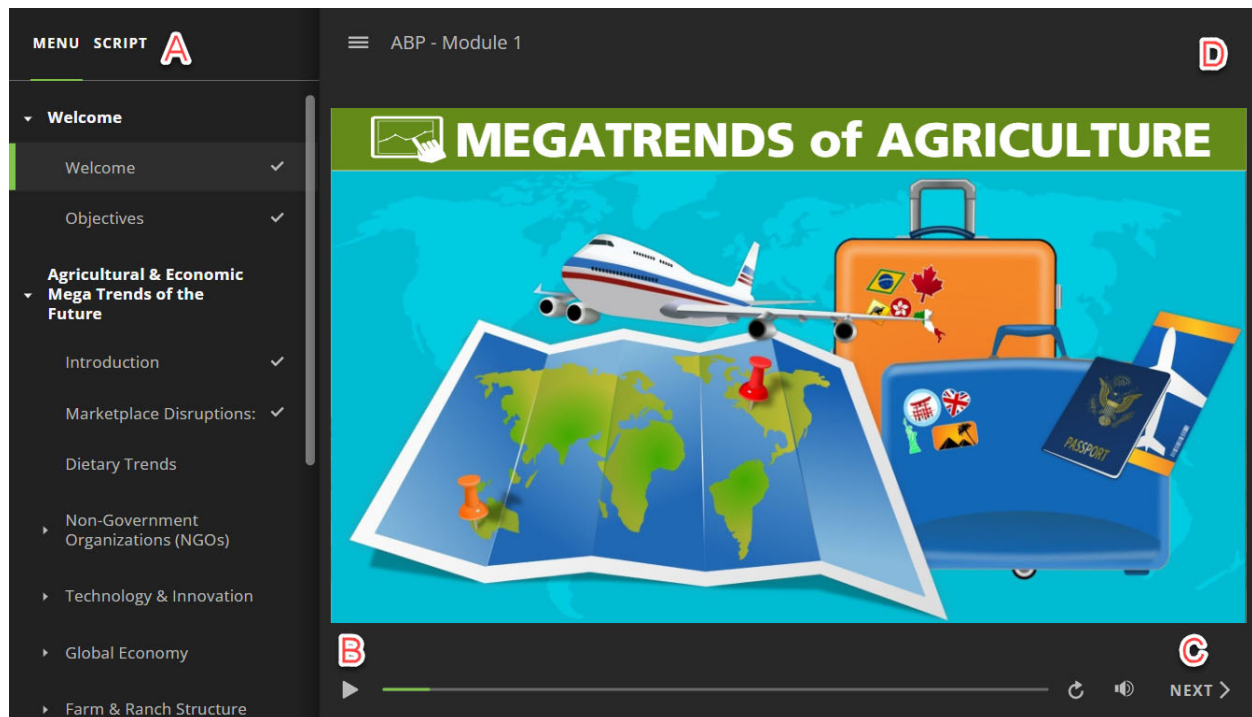 MENU SCRIPT A
ABP - Module 1
D
Welcome
Welcome
Objectives
Agricultural & Economic
Mega Trends of the
Future
Introduction
Marketplace Disruptions:
Dietary Trends
Non-Government
Organizations (NGOs)
Technology & Innovation
Global Economy
Farm & Ranch Structure
MEGATRENDS of AGRICULTURE
PASSPORT
B
C
NEXT